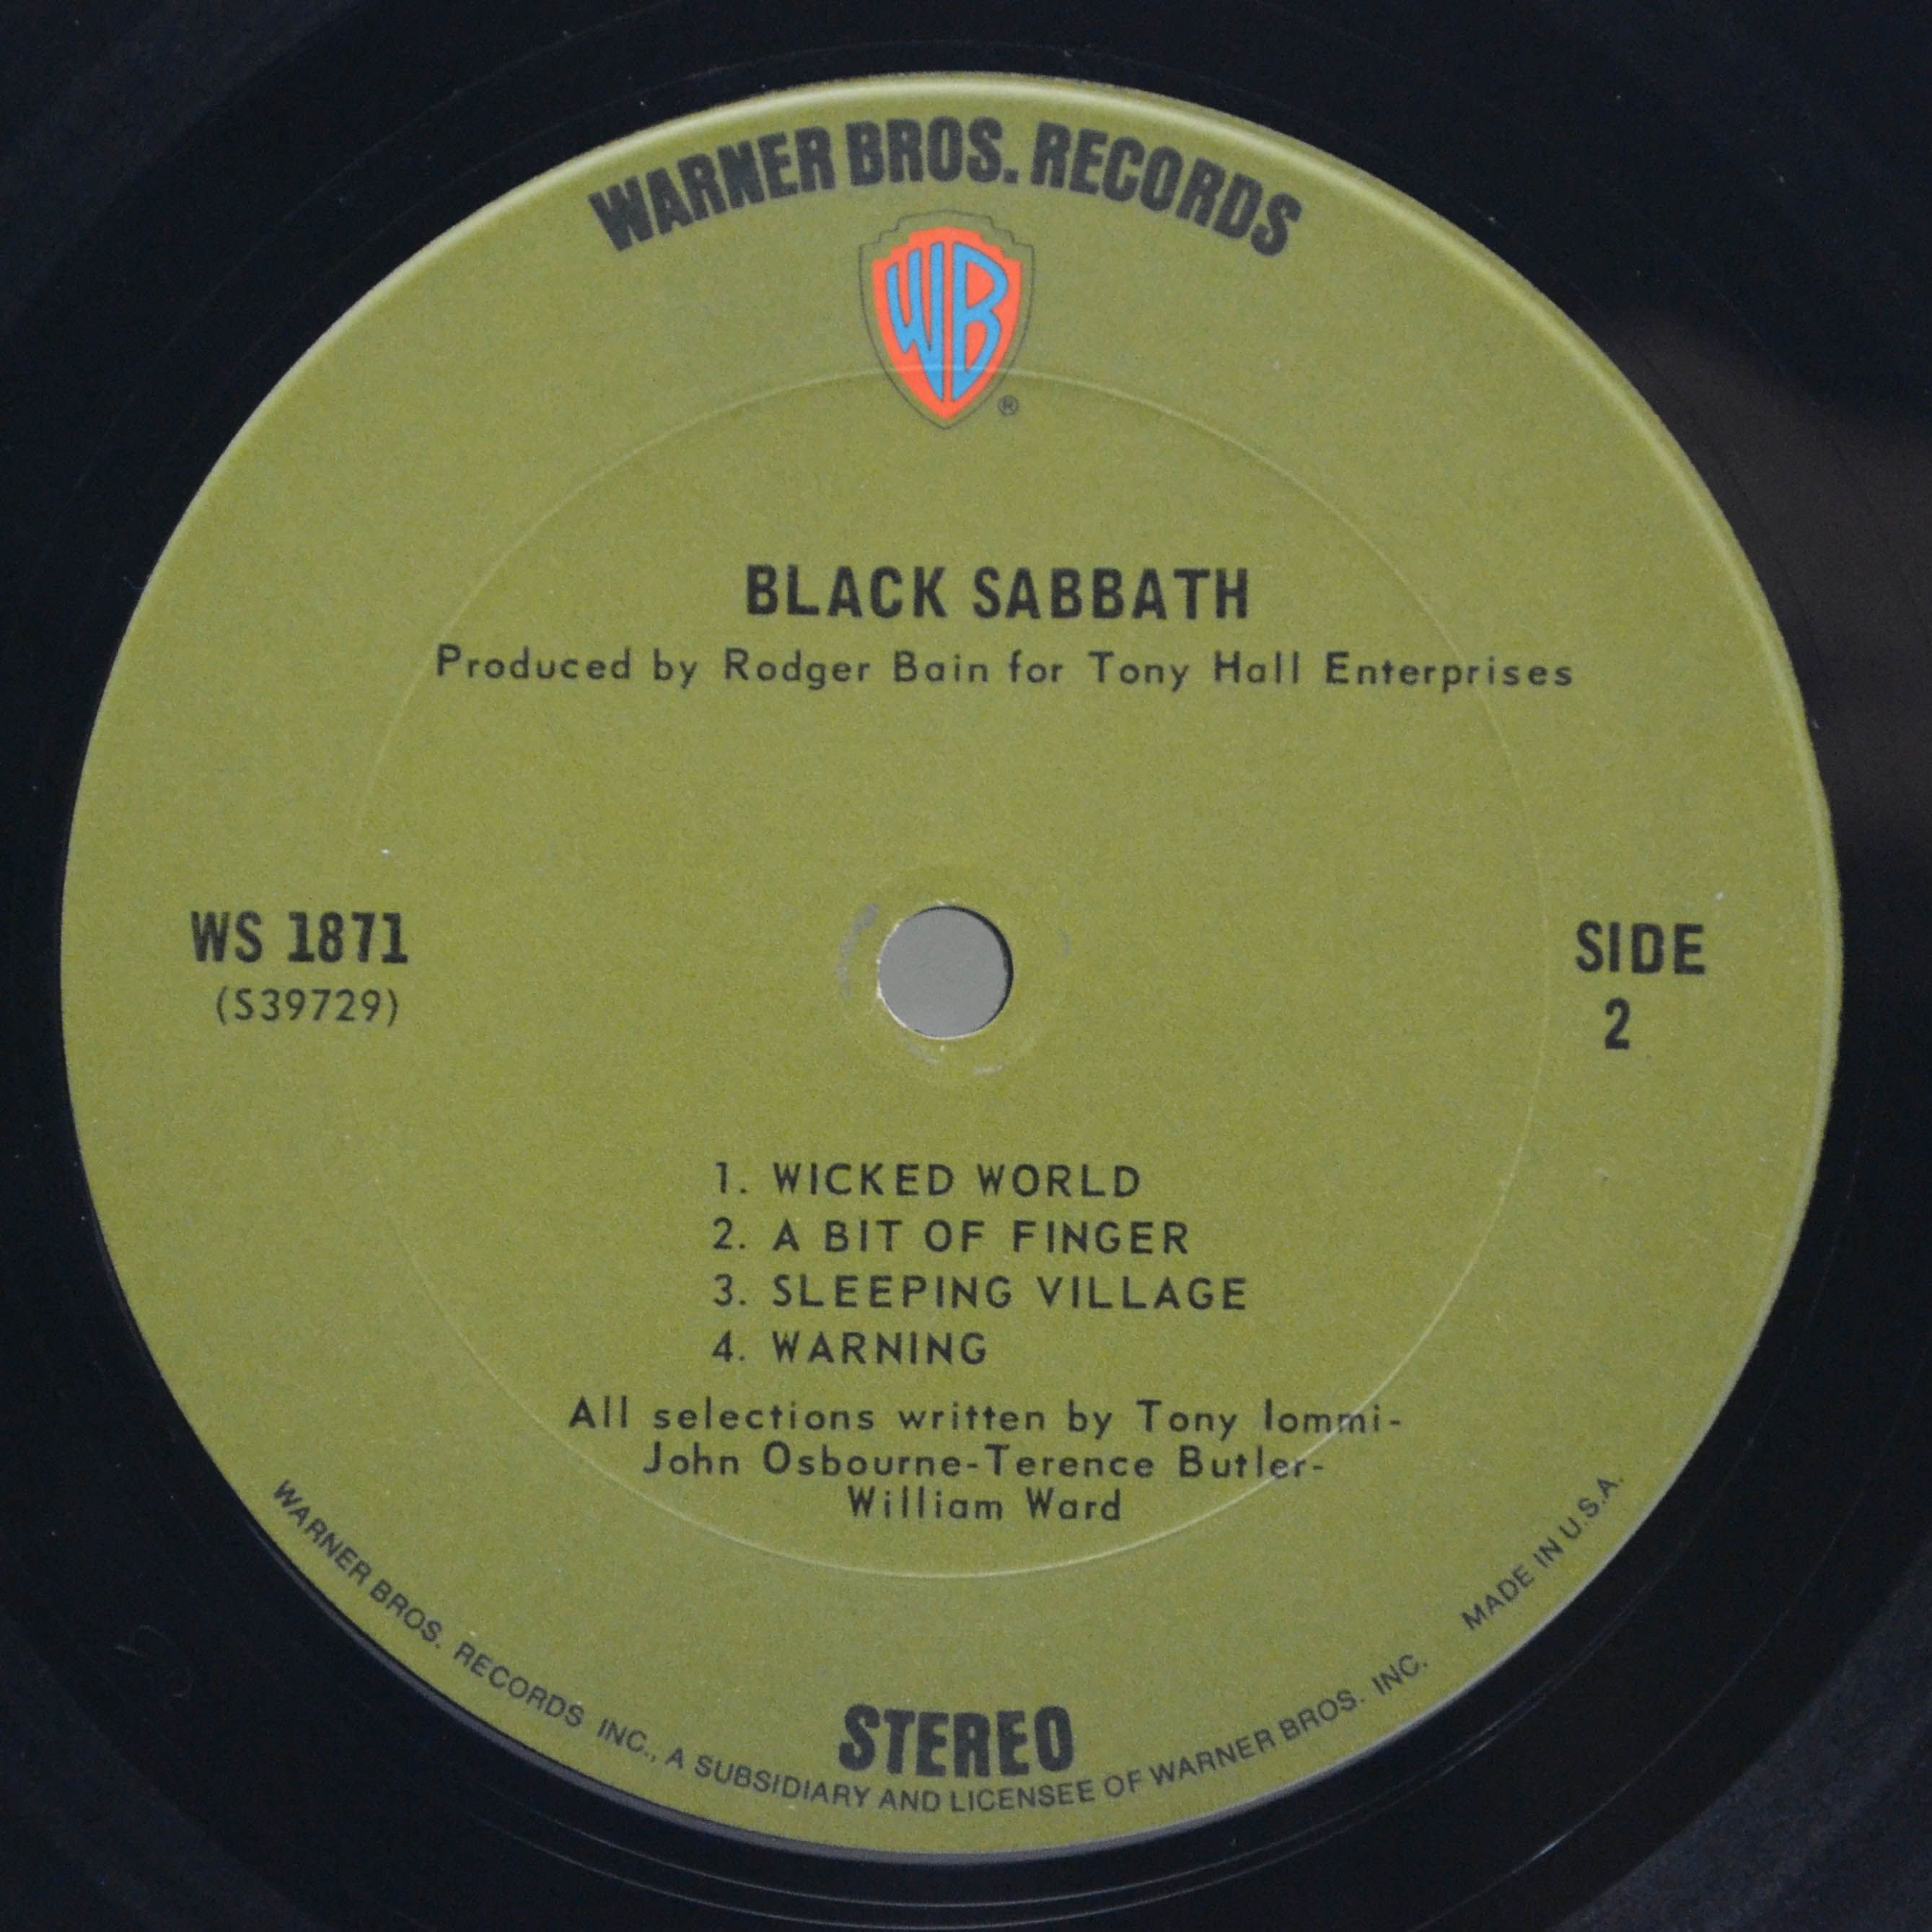 WARNER BROS. RECORDS
WB
®
BLACK SABBATH
Produced by Rodger Bain for Tony Hall Enterprises
WS 1871
(S39729)
SIDE
2
1. WICKED WORLD
2. A BIT OF FINGER
3. SLEEPING VILLAGE
4. WARNING
All selections written by Tony Iommi-
John Osbourne-Terence Butler-
William Ward
STEREO
WARNER BROS. RECORDS INC., A SUBSIDIARY AND LICENSEE OF WARNER BROS. INC. MADE IN U.S.A.